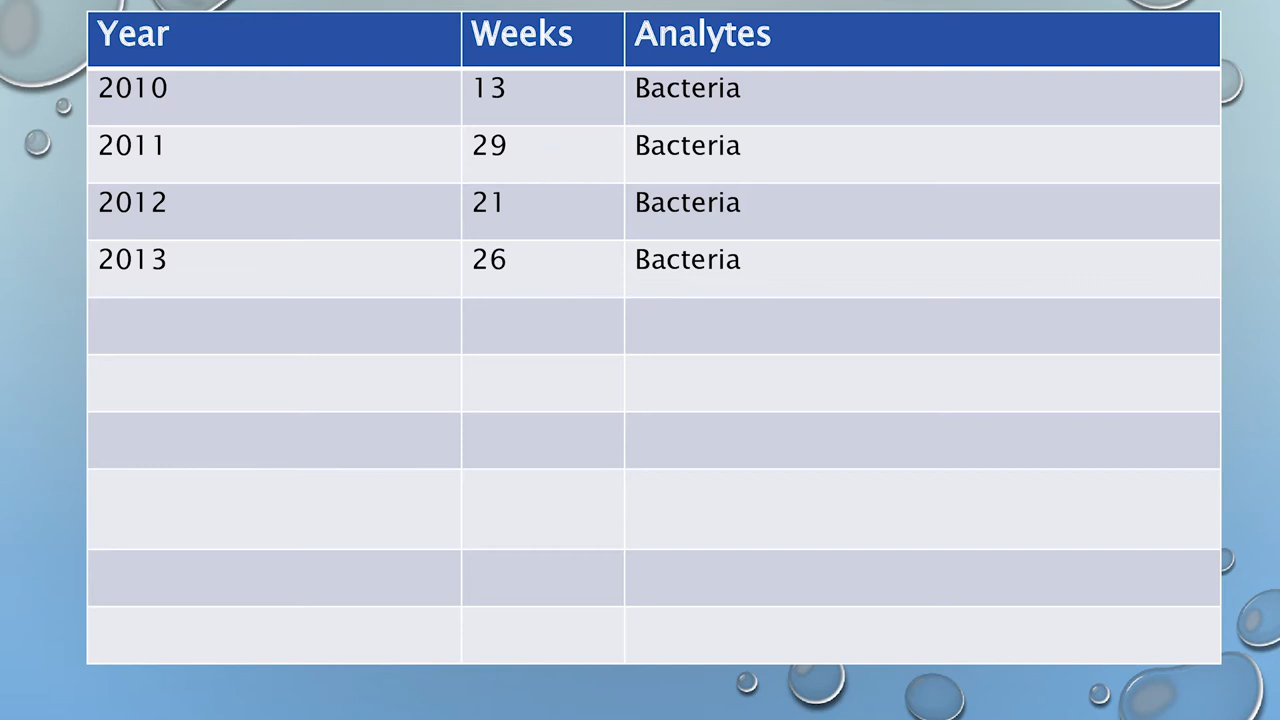 Year Weeks Analytes
2010 13 Bacteria
2011 29 Bacteria
2012 21 Bacteria
2013 26 Bacteria